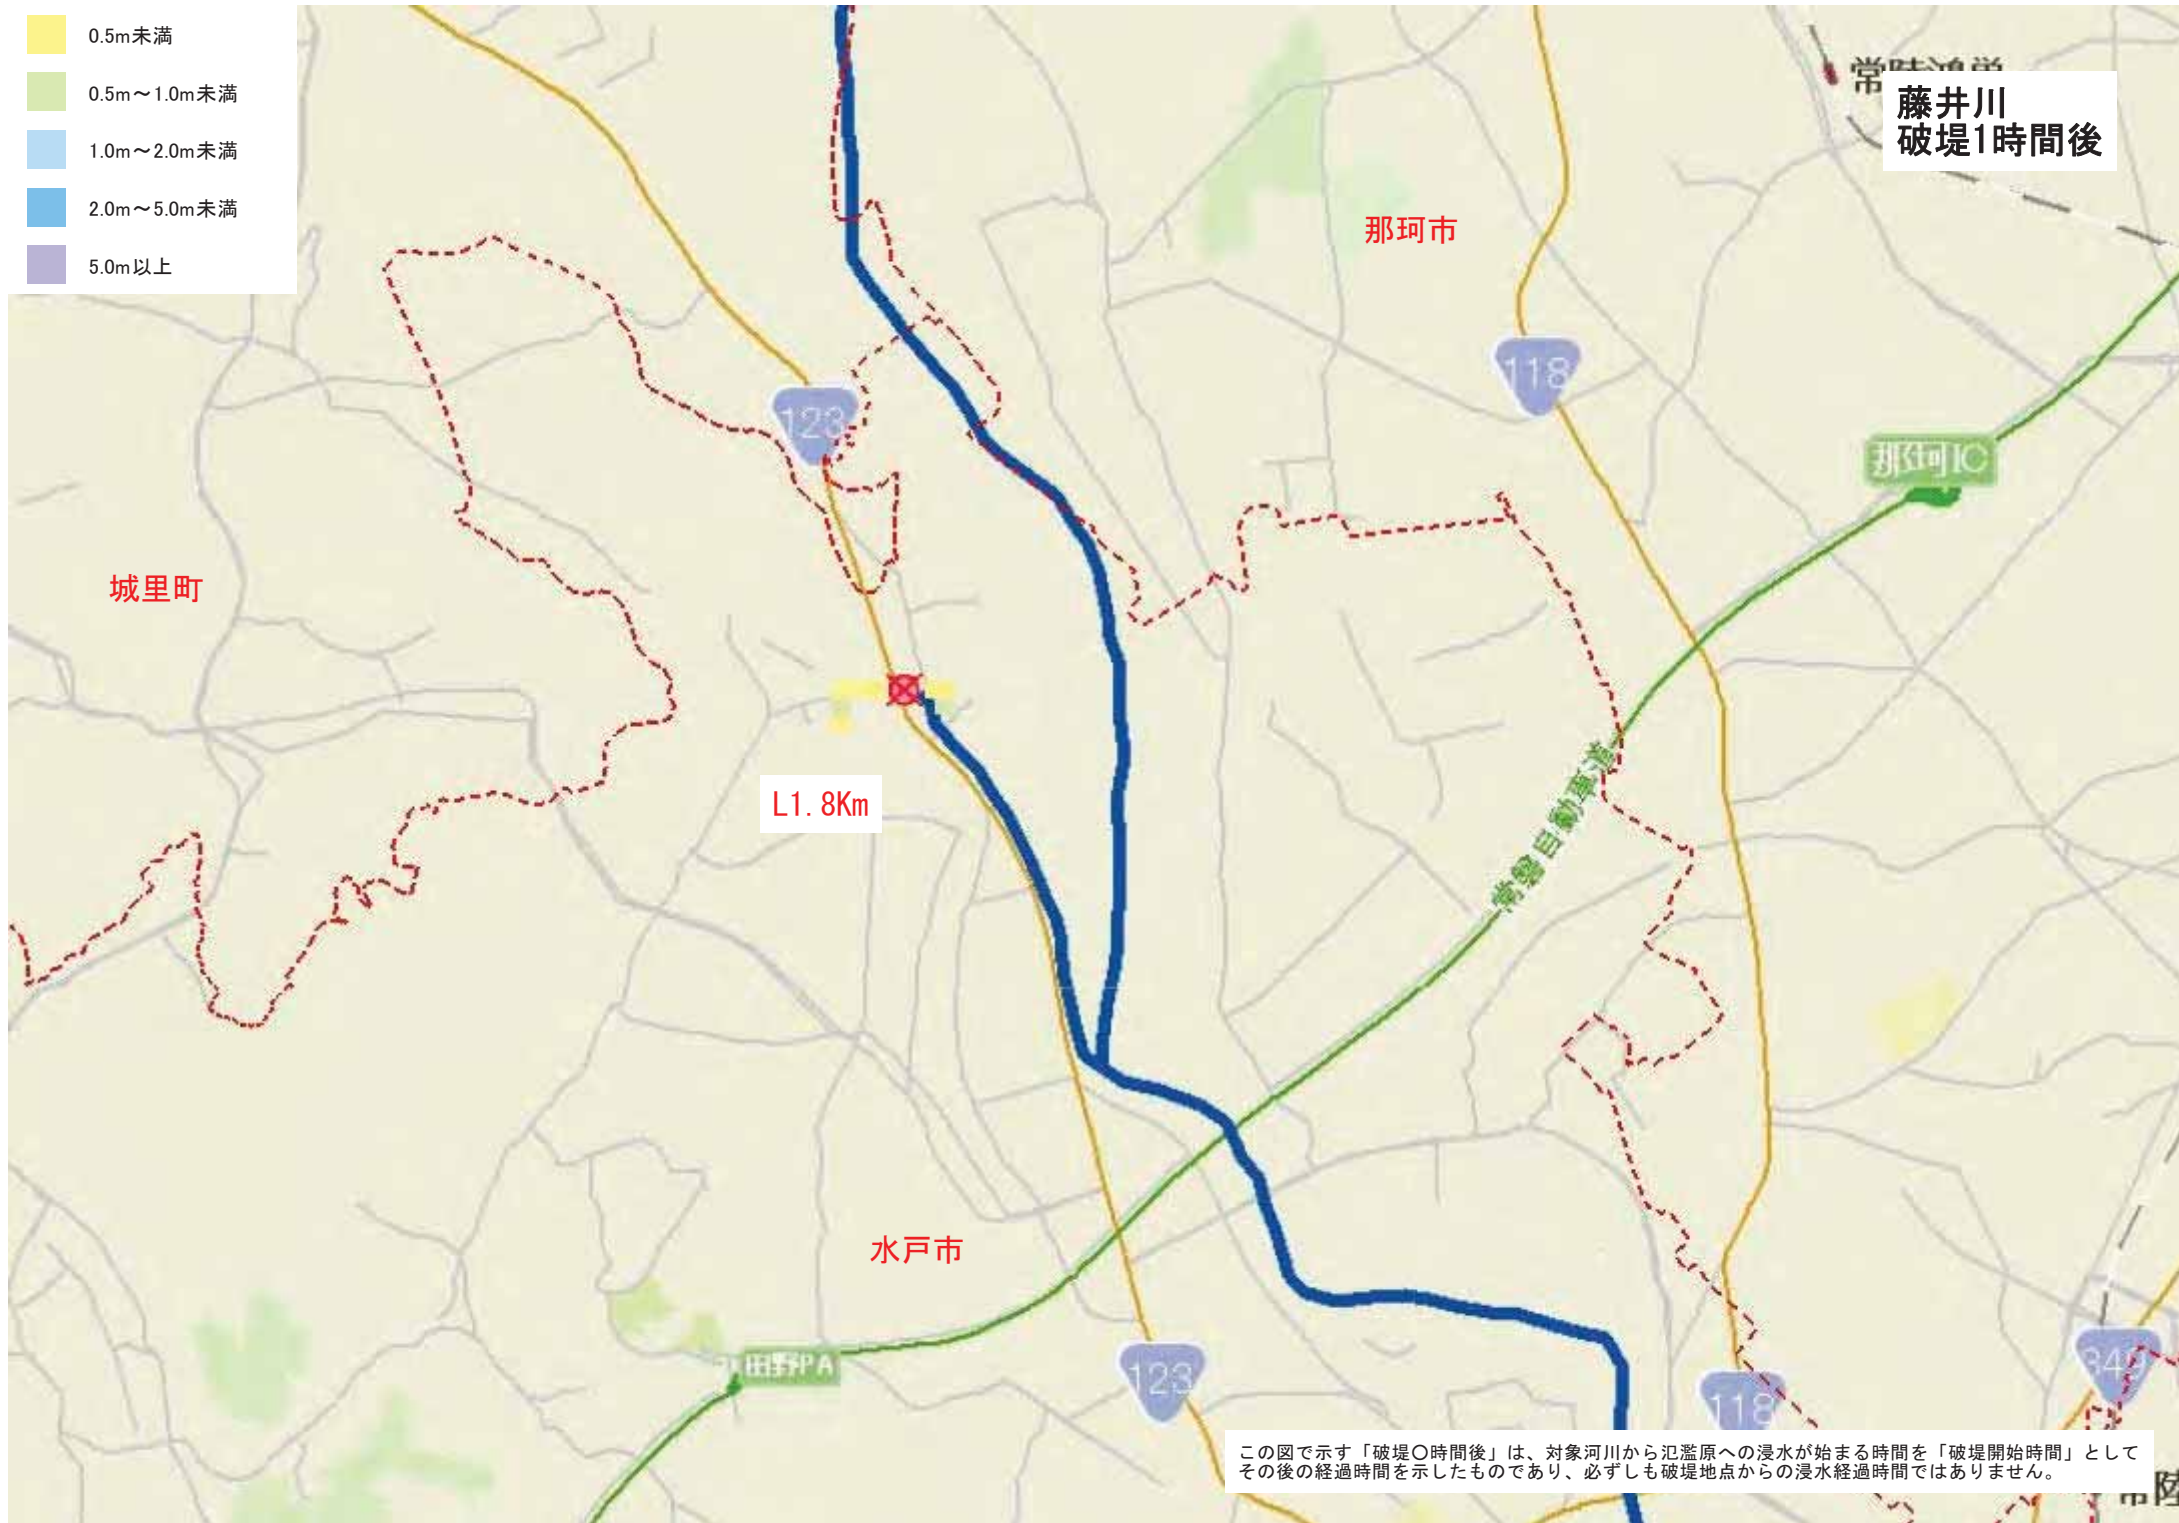 0.5m未満
0.5m～1.0m未満
1.0m～2.0m未満
2.0m～5.0m未満
5.0m以上
藤井川
破堤1時間後
那珂市
118
123
那珂IC
城里町
常磐自動車道
L1.8Km
水戸市
田野PA
123
118
349
この図で示す「破堤〇時間後」は、対象河川から氾濫原への浸水が始まる時間を「破堤開始時間」として
その後の経過時間を示したものであり、必ずしも破堤地点からの浸水経過時間ではありません。